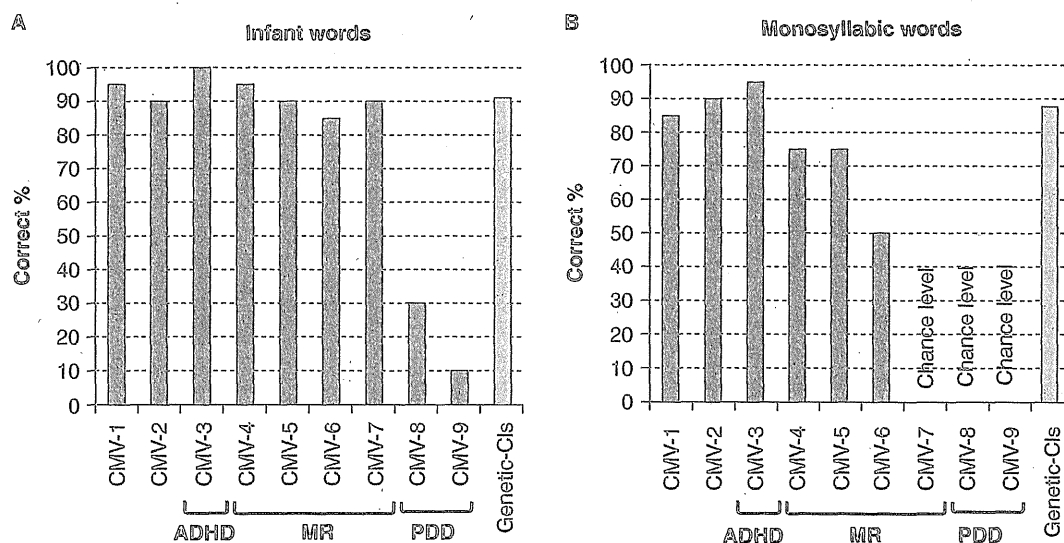 A
Infant words
Correct %
100
90
80
70
60
50
40
30
20
10
0
CMV-1
CMV-2
CMV-3
CMV-4
CMV-5
CMV-6
CMV-7
CMV-8
CMV-9
Genetic-CIs
ADHD
MR
PDD
B
Monosyllabic words
Correct %
100
90
80
70
60
50
40
30
20
10
0
Chance level
Chance level
Chance level
CMV-1
CMV-2
CMV-3
CMV-4
CMV-5
CMV-6
CMV-7
CMV-8
CMV-9
Genetic-CIs
ADHD
MR
PDD